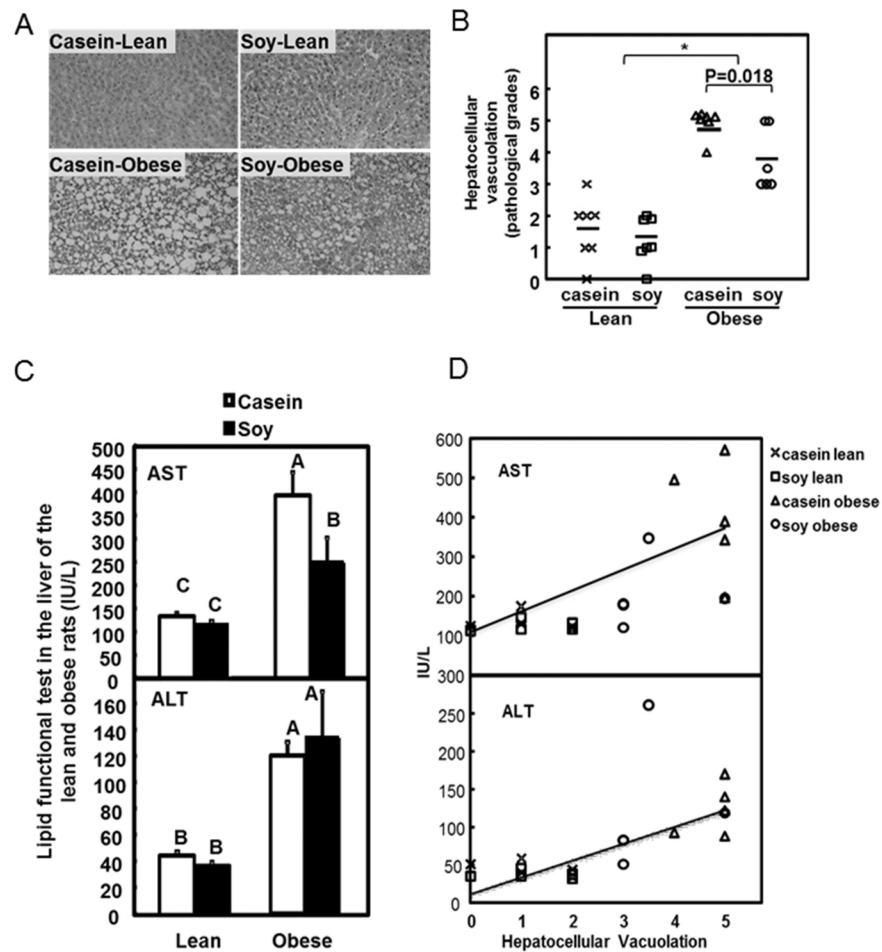 A
Casein-Lean
Soy-Lean
Casein-Obese
Soy-Obese
B
Hepatocellular
vascuolation
(pathological grades)
*
P=0.018
6
5
4
3
2
1
0
casein soy casein soy
Lean Obese
C
Casein
Soy
Lipid functional test in the liver of the
lean and obese rats (IU/L)
AST
500
450
400
350
300
250
200
150
100
50
0
C C A B
ALT
160
140
120
100
80
60
40
20
0
B B A A
Lean Obese
D
casein lean
soy lean
casein obese
soy obese
IU/L
AST
600
500
400
300
200
100
ALT
300
250
200
150
100
50
0
0 1 2 3 4 5
Hepatocellular Vacuolation